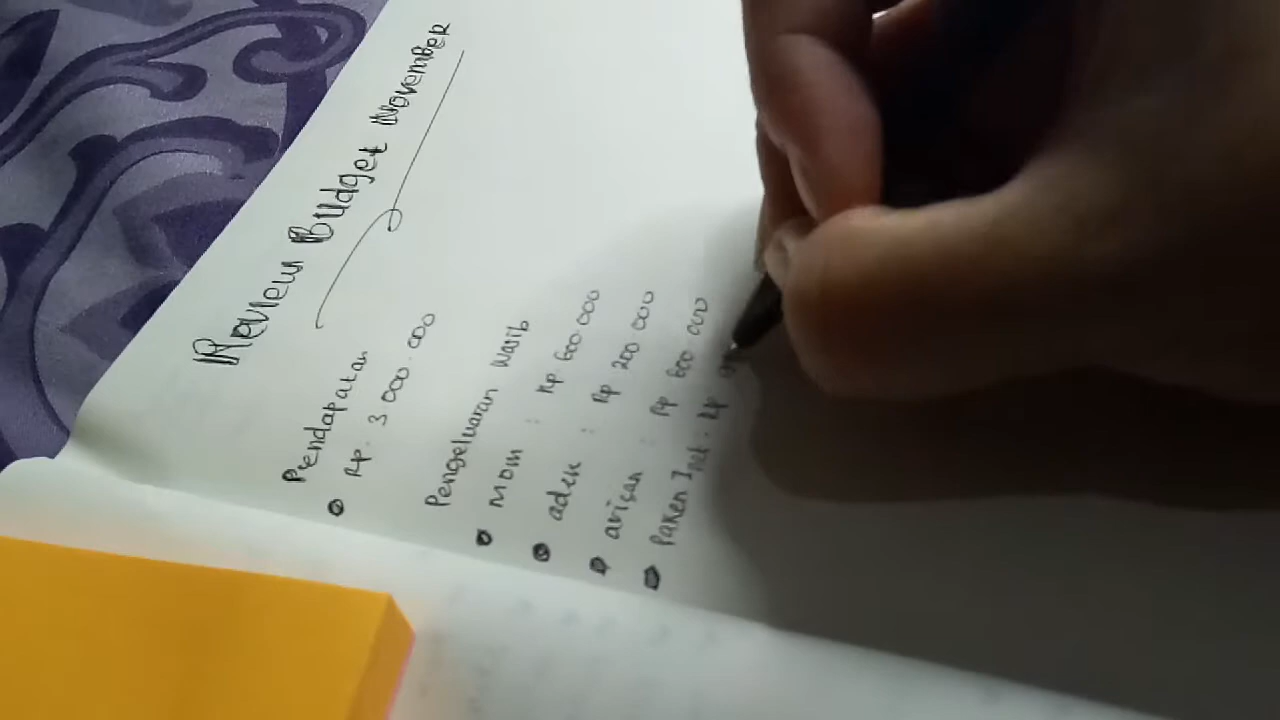 Review Budget November
Pendapatan
Rp. 3 000.000
Pengeluaran Wajib
Mom : Rp 600.000
adek : Rp 200 000
arisan : Rp 600 000
Paken Inet. Rp